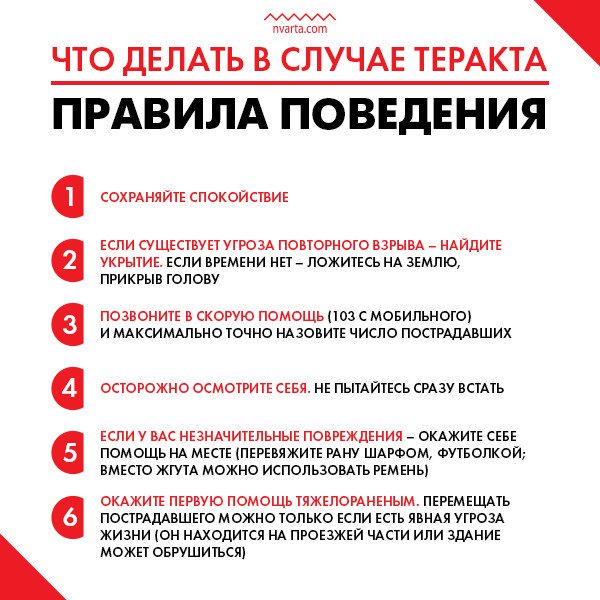 nvarta.com
ЧТО ДЕЛАТЬ В СЛУЧАЕ ТЕРАКТА
ПРАВИЛА ПОВЕДЕНИЯ
1 СОХРАНЯЙТЕ СПОКОЙСТВИЕ
ЕСЛИ СУЩЕСТВУЕТ УГРОЗА ПОВТОРНОГО ВЗРЫВА – НАЙДИТЕ
2 УКРЫТИЕ. ЕСЛИ ВРЕМЕНИ НЕТ – ЛОЖИТЕСЬ НА ЗЕМЛЮ,
ПРИКРЫВ ГОЛОВУ
3 ПОЗВОНИТЕ В СКОРУЮ ПОМОЩЬ (103 С МОБИЛЬНОГО)
И МАКСИМАЛЬНО ТОЧНО НАЗОВИТЕ ЧИСЛО ПОСТРАДАВШИХ
4 ОСТОРОЖНО ОСМОТРИТЕ СЕБЯ. НЕ ПЫТАЙТЕСЬ СРАЗУ ВСТАТЬ
ЕСЛИ У ВАС НЕЗНАЧИТЕЛЬНЫЕ ПОВРЕЖДЕНИЯ – ОКАЖИТЕ СЕБЕ
5 ПОМОЩЬ НА МЕСТЕ (ПЕРЕВЯЖИТЕ РАНУ ШАРФОМ, ФУТБОЛКОЙ;
ВМЕСТО ЖГУТА МОЖНО ИСПОЛЬЗОВАТЬ РЕМЕНЬ)
ОКАЖИТЕ ПЕРВУЮ ПОМОЩЬ ТЯЖЕЛОРАНЕНЫМ. ПЕРЕМЕЩАТЬ
6 ПОСТРАДАВШЕГО МОЖНО ТОЛЬКО ЕСЛИ ЕСТЬ ЯВНАЯ УГРОЗА
ЖИЗНИ (ОН НАХОДИТСЯ НА ПРОЕЗЖЕЙ ЧАСТИ ИЛИ ЗДАНИЕ
МОЖЕТ ОБРУШИТЬСЯ)